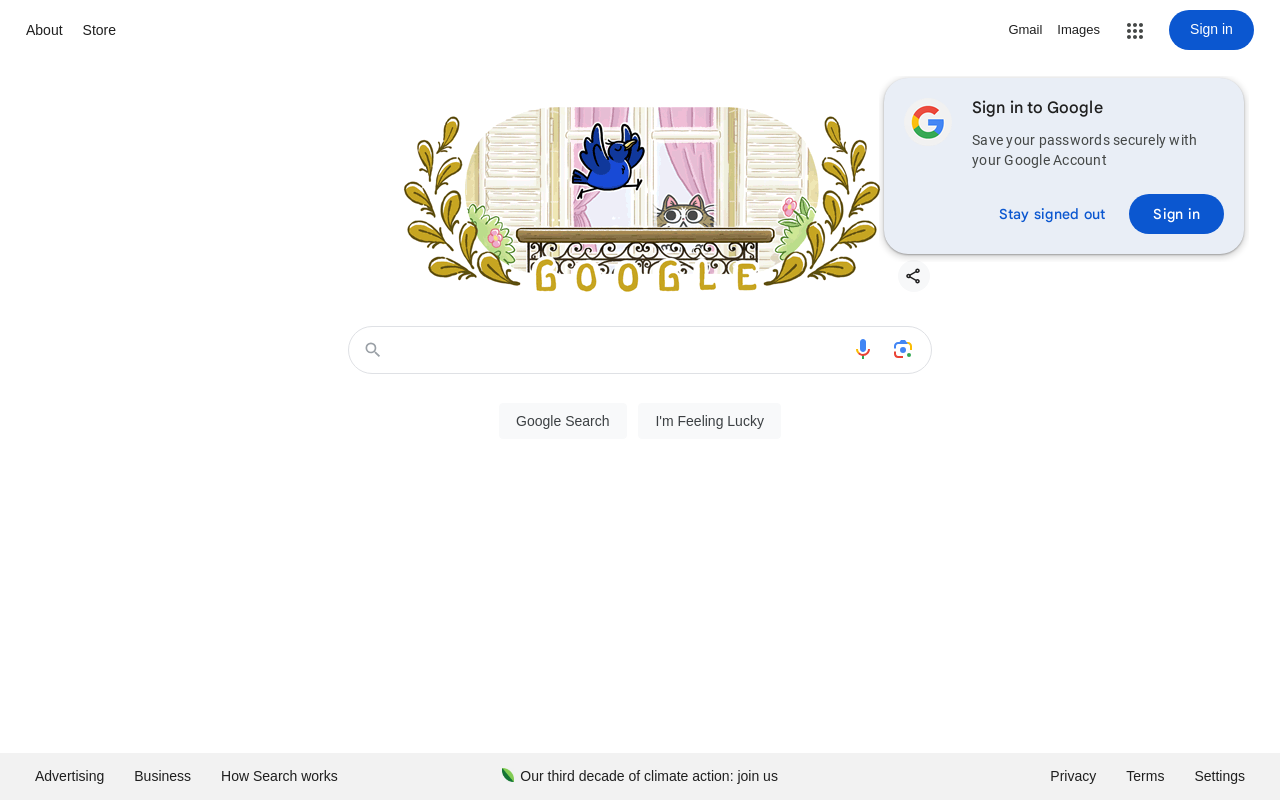 About
Store
Gmail
Images
Sign in
Sign in to Google
Save your passwords securely with
your Google Account
Stay signed out
Sign in
GOOGLE
Google Search
I'm Feeling Lucky
Advertising
Business
How Search works
Our third decade of climate action: join us
Privacy
Terms
Settings